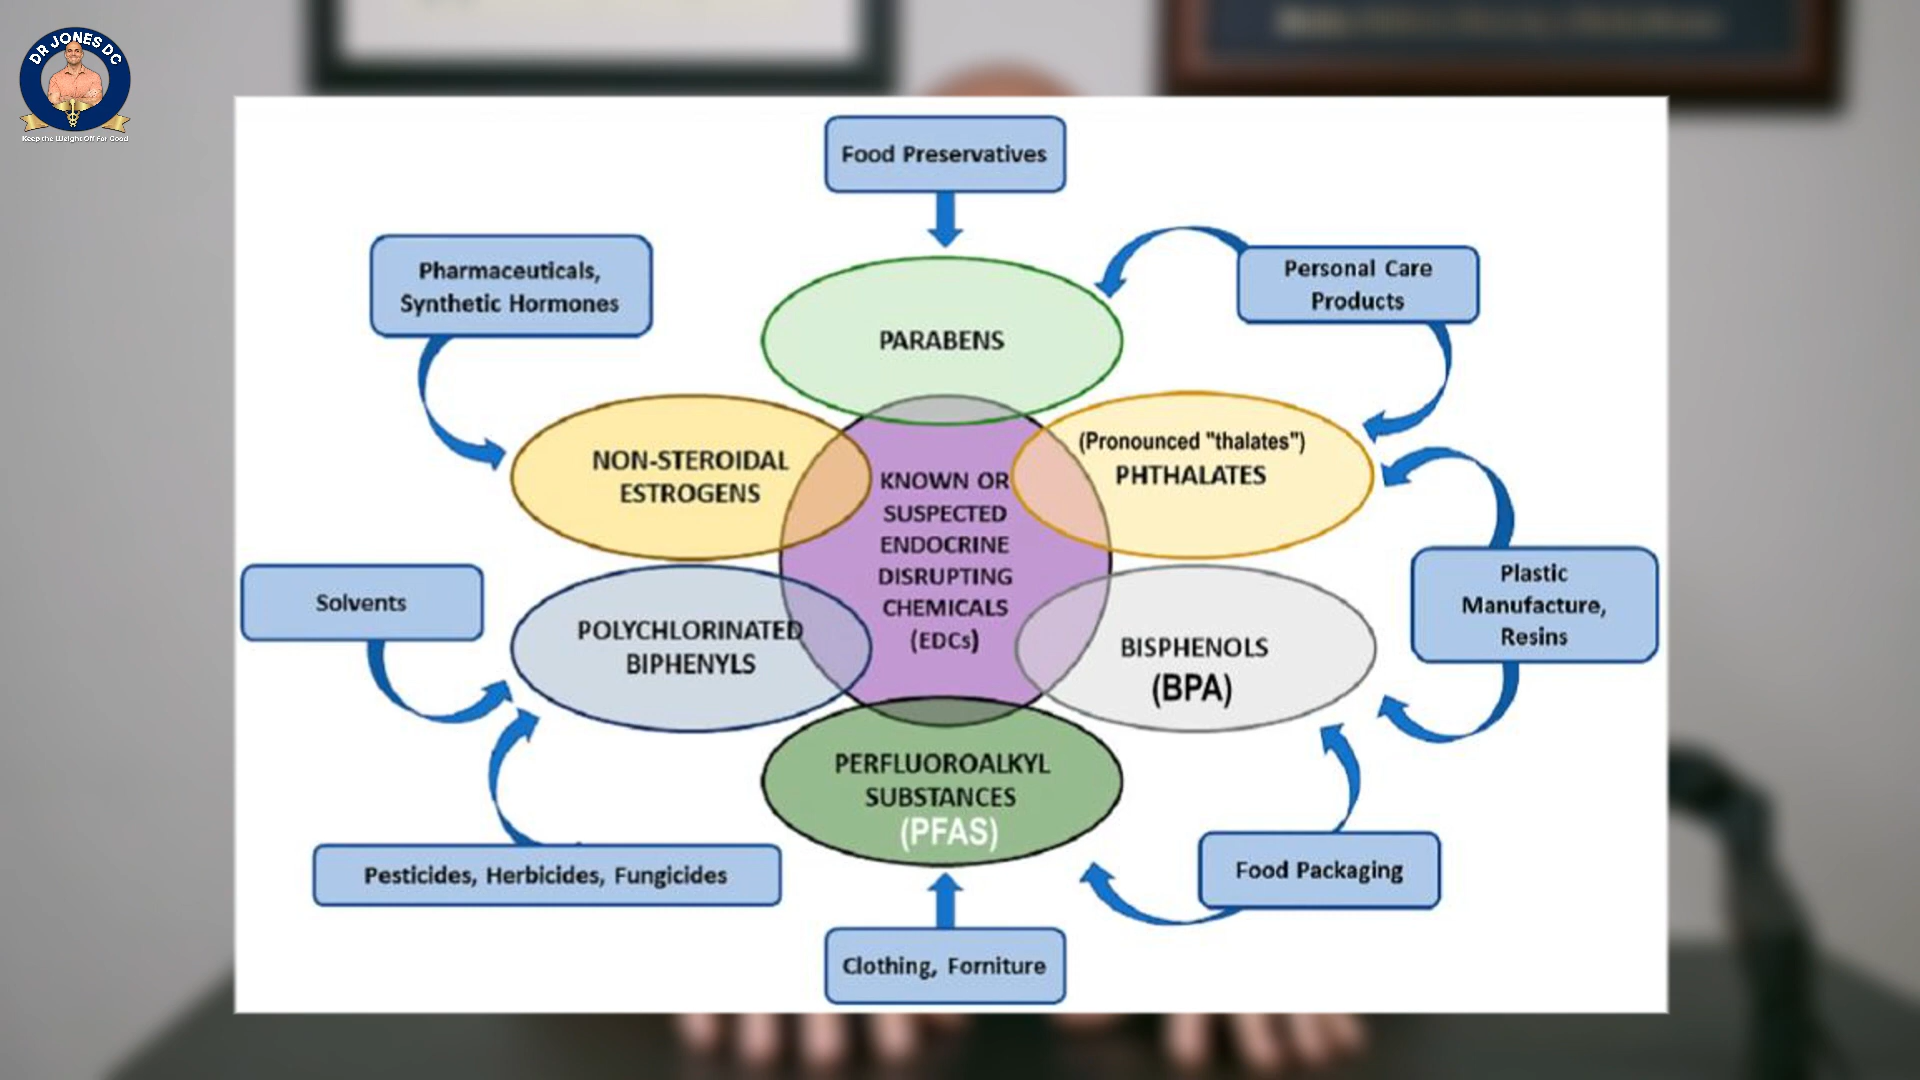 DR JONES DC
Keep the Weight Off For Good
Food Preservatives
Pharmaceuticals,
Synthetic Hormones
Personal Care
Products
PARABENS
NON-STEROIDAL
ESTROGENS
(Pronounced "thalates")
PHTHALATES
KNOWN OR
SUSPECTED
ENDOCRINE
DISRUPTING
CHEMICALS
(EDCs)
Solvents
Plastic
Manufacture,
Resins
POLYCHLORINATED
BIPHENYLS
BISPHENOLS
(BPA)
PERFLUOROALKYL
SUBSTANCES
(PFAS)
Pesticides, Herbicides, Fungicides
Food Packaging
Clothing, Forniture